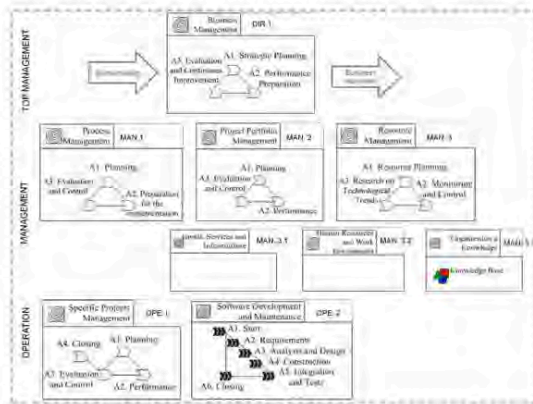 TOP MANAGEMENT
Business
Management
DIR.1
A1. Strategic Planning
A3. Evaluation
and Continuous
Improvement
A2. Performance
Preparation
MANAGEMENT
Process
Management
MAN.1
A1. Planning
A3. Evaluation
and Control
A2. Preparation
for the
implementation
Project Portfolio
Management
MAN.2
A1. Planning
A3. Evaluation
and Control
A2. Performance
Resource
Management
MAN.3
A1. Resource Planning
A3. Research on
Technological
Trends
A2. Monitoring
and Control
Goods, Services and
Infrastructure
MAN.3.1
Human Resources
and Work
Environment
MAN.3.2
Knowledge
Knowledge Base
OPERATION
Specific Projects
Management
OPE.1
A4. Closing
A1. Planning
A3. Evaluation
and Control
A2. Performance
Software Development
and Maintenance
OPE.2
A1. Start
A2. Requirements
A3. Analysis and Design
A4. Construction
A5. Integration
and Tests
A6. Closing